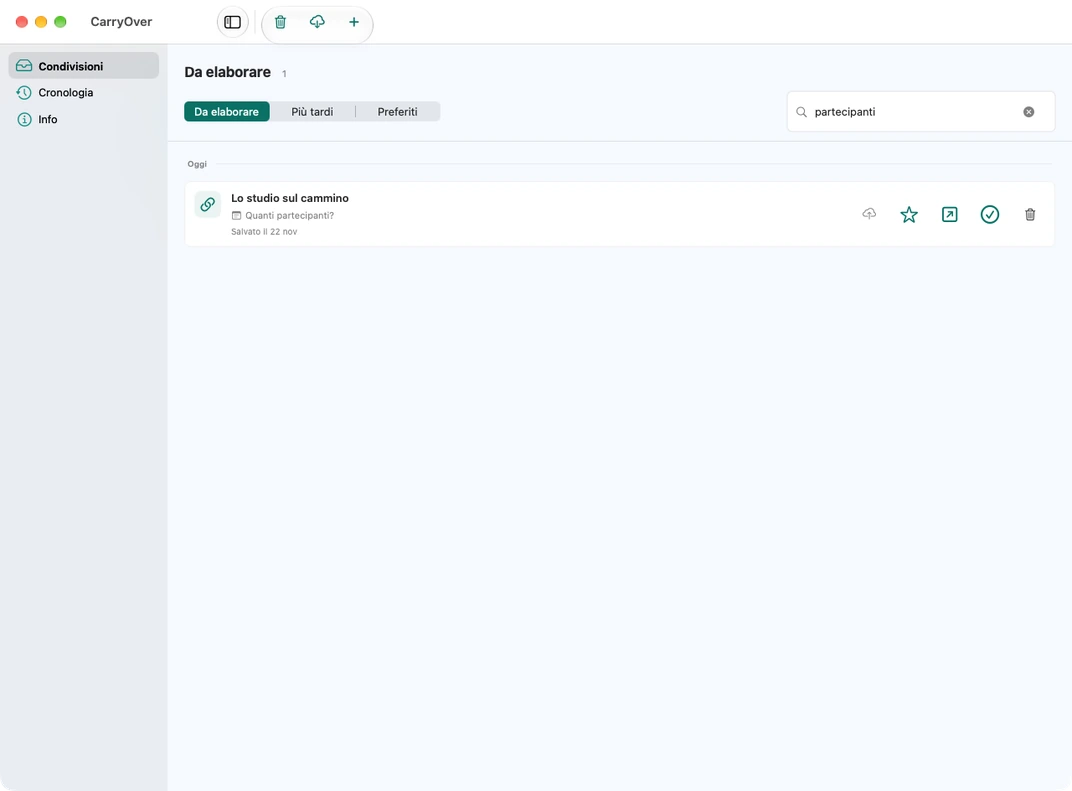 CarryOver
Condivisioni
Cronologia
Info
Da elaborare 1
Da elaborare Più tardi Preferiti
partecipanti
Oggi
Lo studio sul cammino
Quanti partecipanti?
Salvato il 22 nov